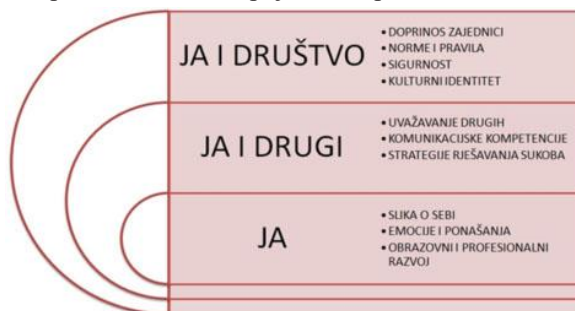 JA I DRUŠTVO
• DOPRINOS ZAJEDNICI
• NORME I PRAVILA
• SIGURNOST
• KULTURNI IDENTITET
JA I DRUGI
• UVAŽAVANJE DRUGIH
• KOMUNIKACIJSKE KOMPETENCIJE
• STRATEGIJE RJEŠAVANJA SUKOBA
JA
• SLIKA O SEBI
• EMOCIJE I PONAŠANJA
• OBRAZOVNI I PROFESIONALNI
RAZVOJ